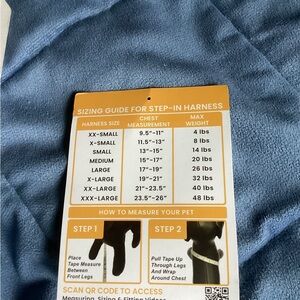 SIZING GUIDE FOR STEP-IN HARNESS
HARNESS SIZE CHEST MEASUREMENT MAX WEIGHT
XX-SMALL 9.5"-11" 4 lbs
X-SMALL 11.5"-13" 8 lbs
SMALL 13"-15" 14 lbs
MEDIUM 15"-17" 20 lbs
LARGE 17"-19" 26 lbs
X-LARGE 19"-21" 32 lbs
XX-LARGE 21"-23.5" 40 lbs
XXX-LARGE 23.5"-26" 48 lbs
HOW TO MEASURE YOUR PET
STEP 1
Place
Tape Measure
Between
Front Legs
STEP 2
Pull Tape Up
Through Legs
And Wrap
Around Chest
SCAN QR CODE TO ACCESS
Measuring, Sizing & Fitting Videos